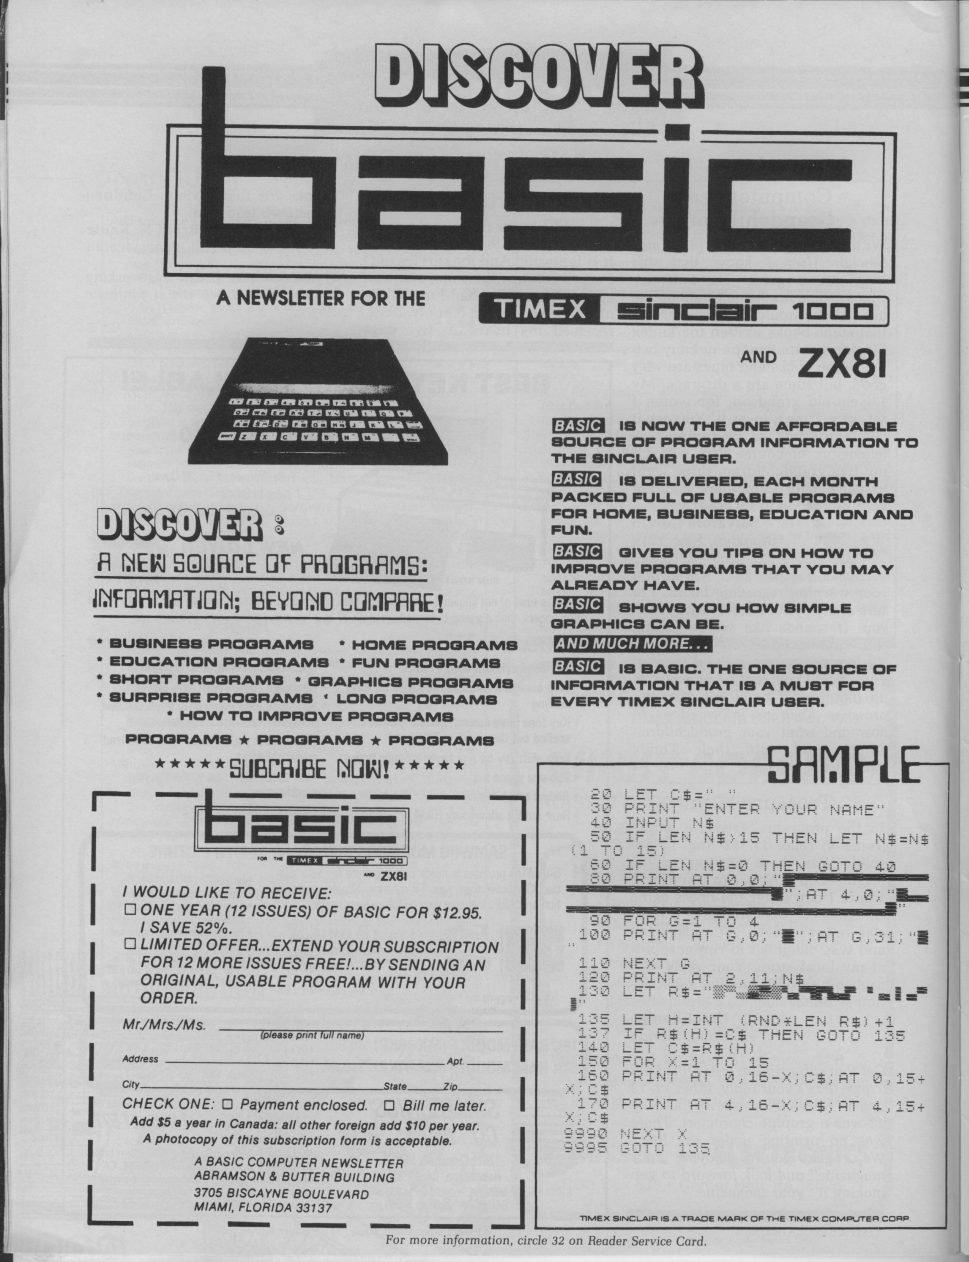 DISCOVER
basic
A NEWSLETTER FOR THE
TIMEX sinclair 1000
AND ZX81
BASIC IS NOW THE ONE AFFORDABLE
SOURCE OF PROGRAM INFORMATION TO
THE SINCLAIR USER.
BASIC IS DELIVERED, EACH MONTH
PACKED FULL OF USABLE PROGRAMS
FOR HOME, BUSINESS, EDUCATION AND
FUN.
BASIC GIVES YOU TIPS ON HOW TO
IMPROVE PROGRAMS THAT YOU MAY
ALREADY HAVE.
BASIC SHOWS YOU HOW SIMPLE
GRAPHICS CAN BE.
AND MUCH MORE...
BASIC IS BASIC. THE ONE SOURCE OF
INFORMATION THAT IS A MUST FOR
EVERY TIMEX SINCLAIR USER.
DISCOVER:
A NEW SOURCE OF PROGRAMS:
INFORMATION; BEYOND COMPARE!
* BUSINESS PROGRAMS * HOME PROGRAMS
* EDUCATION PROGRAMS * FUN PROGRAMS
* SHORT PROGRAMS * GRAPHICS PROGRAMS
* SURPRISE PROGRAMS * LONG PROGRAMS
* HOW TO IMPROVE PROGRAMS
PROGRAMS ★ PROGRAMS ★ PROGRAMS
★★★★★SUBCRIBE NOW!★★★★★
basic
FOR THE TIMEX sinclair 1000
AND ZX81
I WOULD LIKE TO RECEIVE:
☐ ONE YEAR (12 ISSUES) OF BASIC FOR $12.95.
I SAVE 52%.
☐ LIMITED OFFER...EXTEND YOUR SUBSCRIPTION
FOR 12 MORE ISSUES FREE!...BY SENDING AN
ORIGINAL, USABLE PROGRAM WITH YOUR
ORDER.
Mr./Mrs./Ms.
(please print full name)
Address Apt.
City State Zip
CHECK ONE: ☐ Payment enclosed. ☐ Bill me later.
Add $5 a year in Canada: all other foreign add $10 per year.
A photocopy of this subscription form is acceptable.
A BASIC COMPUTER NEWSLETTER
ABRAMSON & BUTTER BUILDING
3705 BISCAYNE BOULEVARD
MIAMI, FLORIDA 33137
SAMPLE
20 LET C$=" "
30 PRINT "ENTER YOUR NAME"
40 INPUT N$
50 IF LEN N$>15 THEN LET N$=N$
(1 TO 15)
60 IF LEN N$=0 THEN GOTO 40
80 PRINT AT 0,0;"
";AT 4,0;"
"
90 FOR G=1 TO 4
100 PRINT AT G,0;" ";AT G,31;"
"
110 NEXT G
120 PRINT AT 2,11;N$
130 LET R$="
"
135 LET H=INT (RND*LEN R$)+1
137 IF R$(H)=C$ THEN GOTO 135
140 LET C$=R$(H)
150 FOR X=1 TO 15
160 PRINT AT 0,16-X;C$;AT 0,15+
X;C$
170 PRINT AT 4,16-X;C$;AT 4,15+
X;C$
9990 NEXT X
9995 GOTO 135
TIMEX SINCLAIR IS A TRADE MARK OF THE TIMEX COMPUTER CORP
For more information, circle 32 on Reader Service Card.